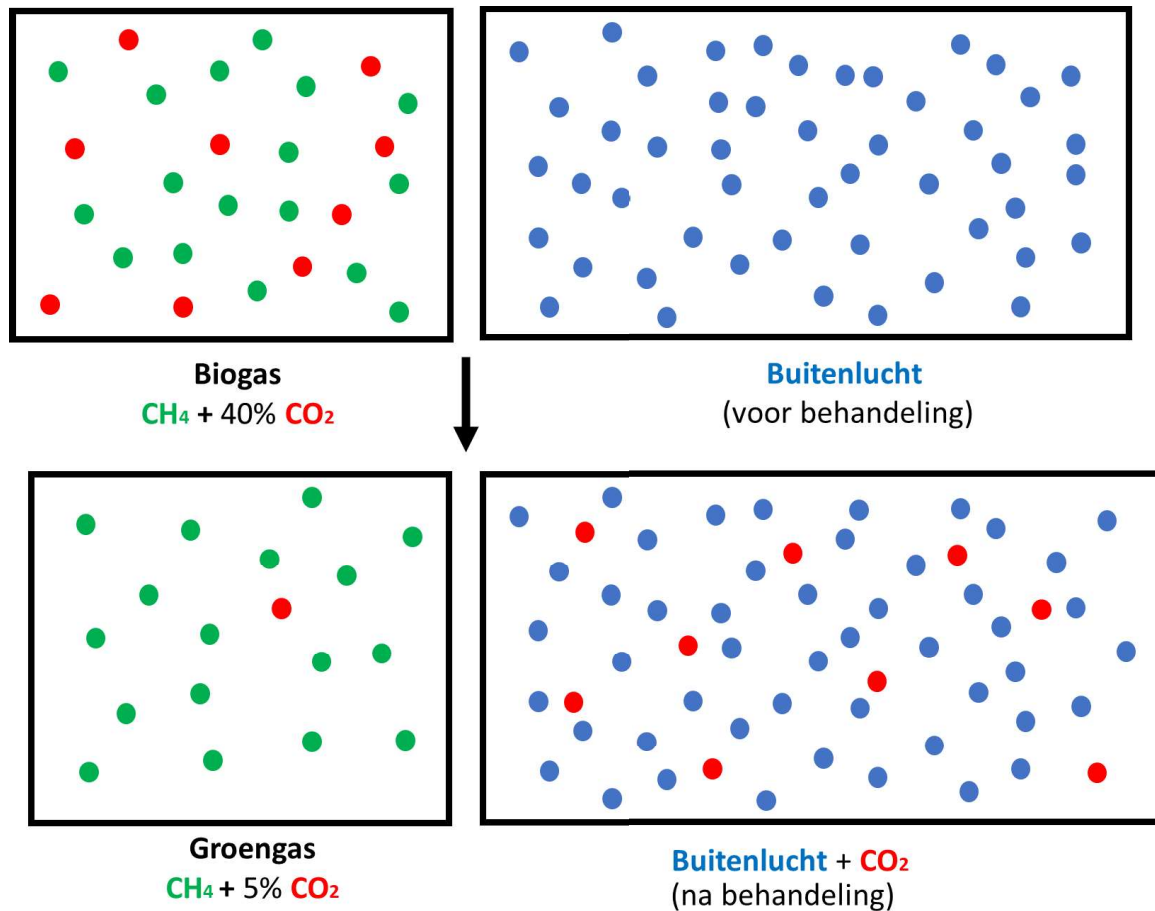 Biogas
CH₄ + 40% CO₂
Buitenlucht
(voor behandeling)
Groengas
CH₄ + 5% CO₂
Buitenlucht + CO₂
(na behandeling)